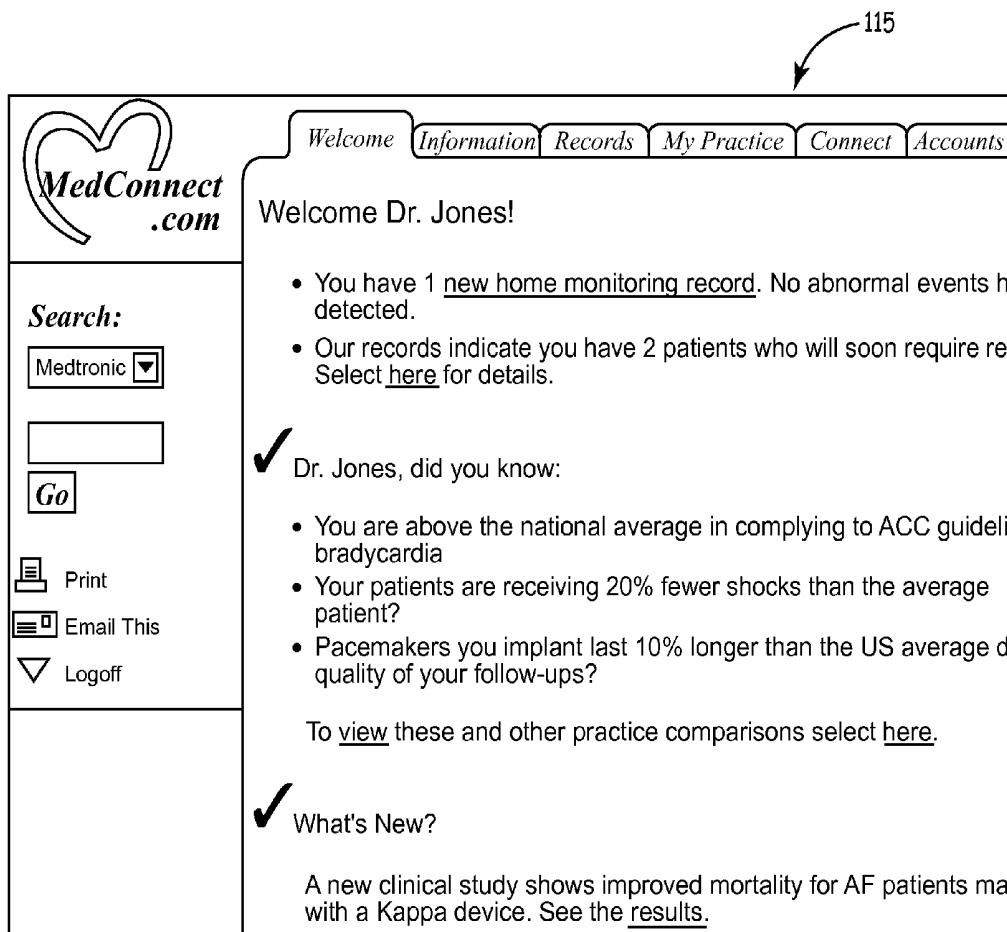 115
MedConnect
.com
Welcome Information Records My Practice Connect Accounts
Welcome Dr. Jones!
Search:
Medtronic
Go
Print
Email This
Logoff
• You have 1 new home monitoring record. No abnormal events
detected.
• Our records indicate you have 2 patients who will soon require
Select here for details.
Dr. Jones, did you know:
• You are above the national average in complying to ACC
bradycardia
• Your patients are receiving 20% fewer shocks than the average
patient?
• Pacemakers you implant last 10% longer than the US average
quality of your follow-ups?
To view these and other practice comparisons select here.
What's New?
A new clinical study shows improved mortality for AF patients
with a Kappa device. See the results.